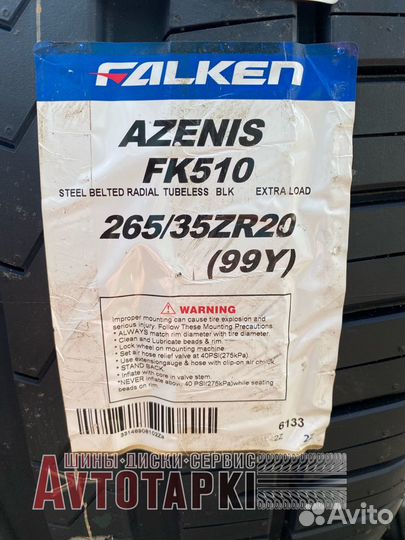 FALKEN
AZENIS
FK510
STEEL BELTED RADIAL TUBELESS BLK EXTRA LOAD
265/35ZR20
(99Y)
WARNING
Improper mounting can cause tire explosion and
serious injury. Follow These Mounting Precautions.
• ALWAYS match rim diameter with tire diameter.
• Clean and Lubricate beads & rim.
• Lock wheel on mounting machine.
• Set air hose relief valve at 40PSI(275kPa).
• Use extensiongauge & hose with clip-on air chuck.
• STAND BACK.
• Inflate with core in valve stem.
*NEVER inflate above 40 PSI(275kPa)while seating
beads on rim.
6133
ШИНЫ·ДИСКИ·СЕРВИС
АVТОТАРКІ
Avito